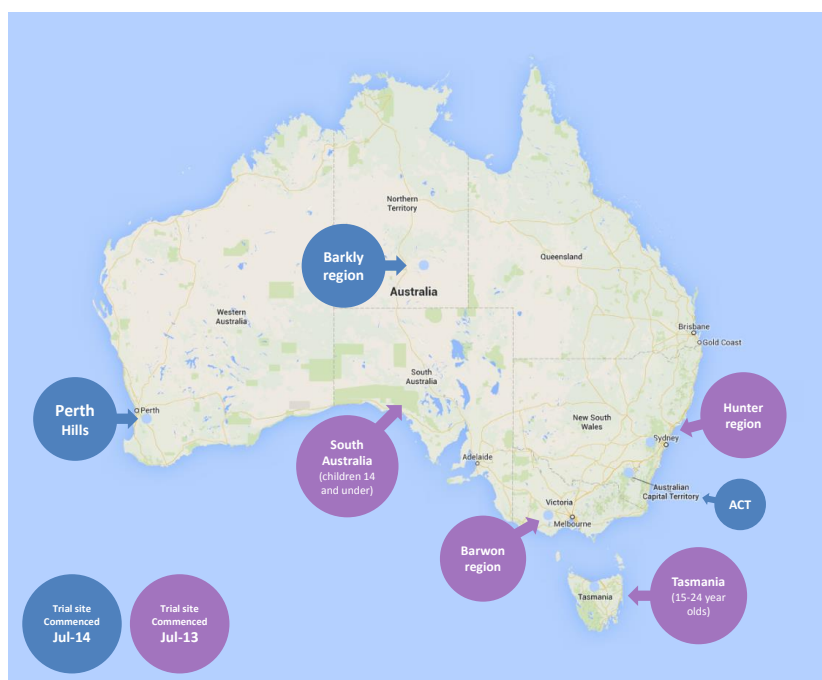 Northern
Territory
Barkly
region
Queensland
Australia
Western
Australia
Brisbane
Gold Coast
South
Australia
Perth
Hills
Perth
Hunter
region
New South
Wales
Sydney
South
Australia
(children 14
and under)
Adelaide
Australian
Capital Territory
ACT
Victoria
Melbourne
Barwon
region
Tasmania
Tasmania
(15-24 year
olds)
Trial site
Commenced
Jul-14
Trial site
Commenced
Jul-13